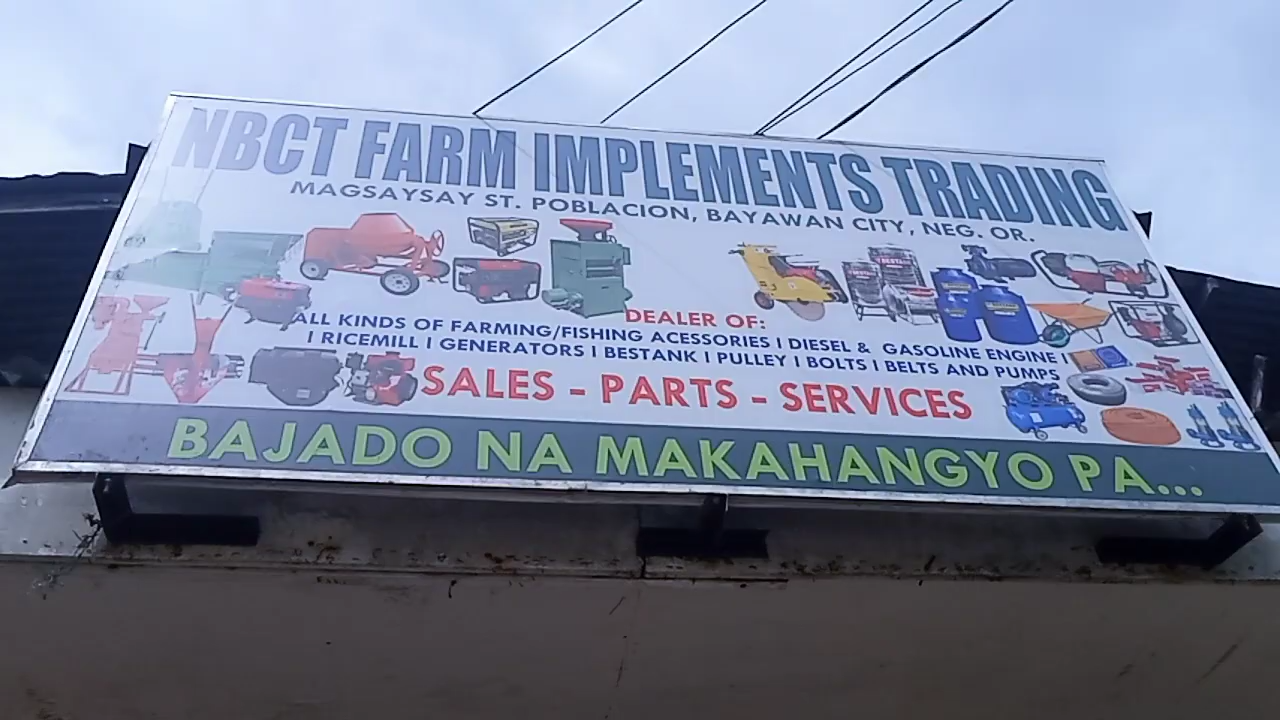 NBCT FARM IMPLEMENTS TRADING
MAGSAYSAY ST. POBLACION, BAYAWAN CITY, NEG. OR.
DEALER OF:
ALL KINDS OF FARMING/FISHING ACESSORIES I DIESEL & GASOLINE ENGINE I
I RICEMILL I GENERATORS I BESTANK I PULLEY I BOLTS I BELTS AND PUMPS
SALES - PARTS - SERVICES
BAJADO NA MAKAHANGYO PA...